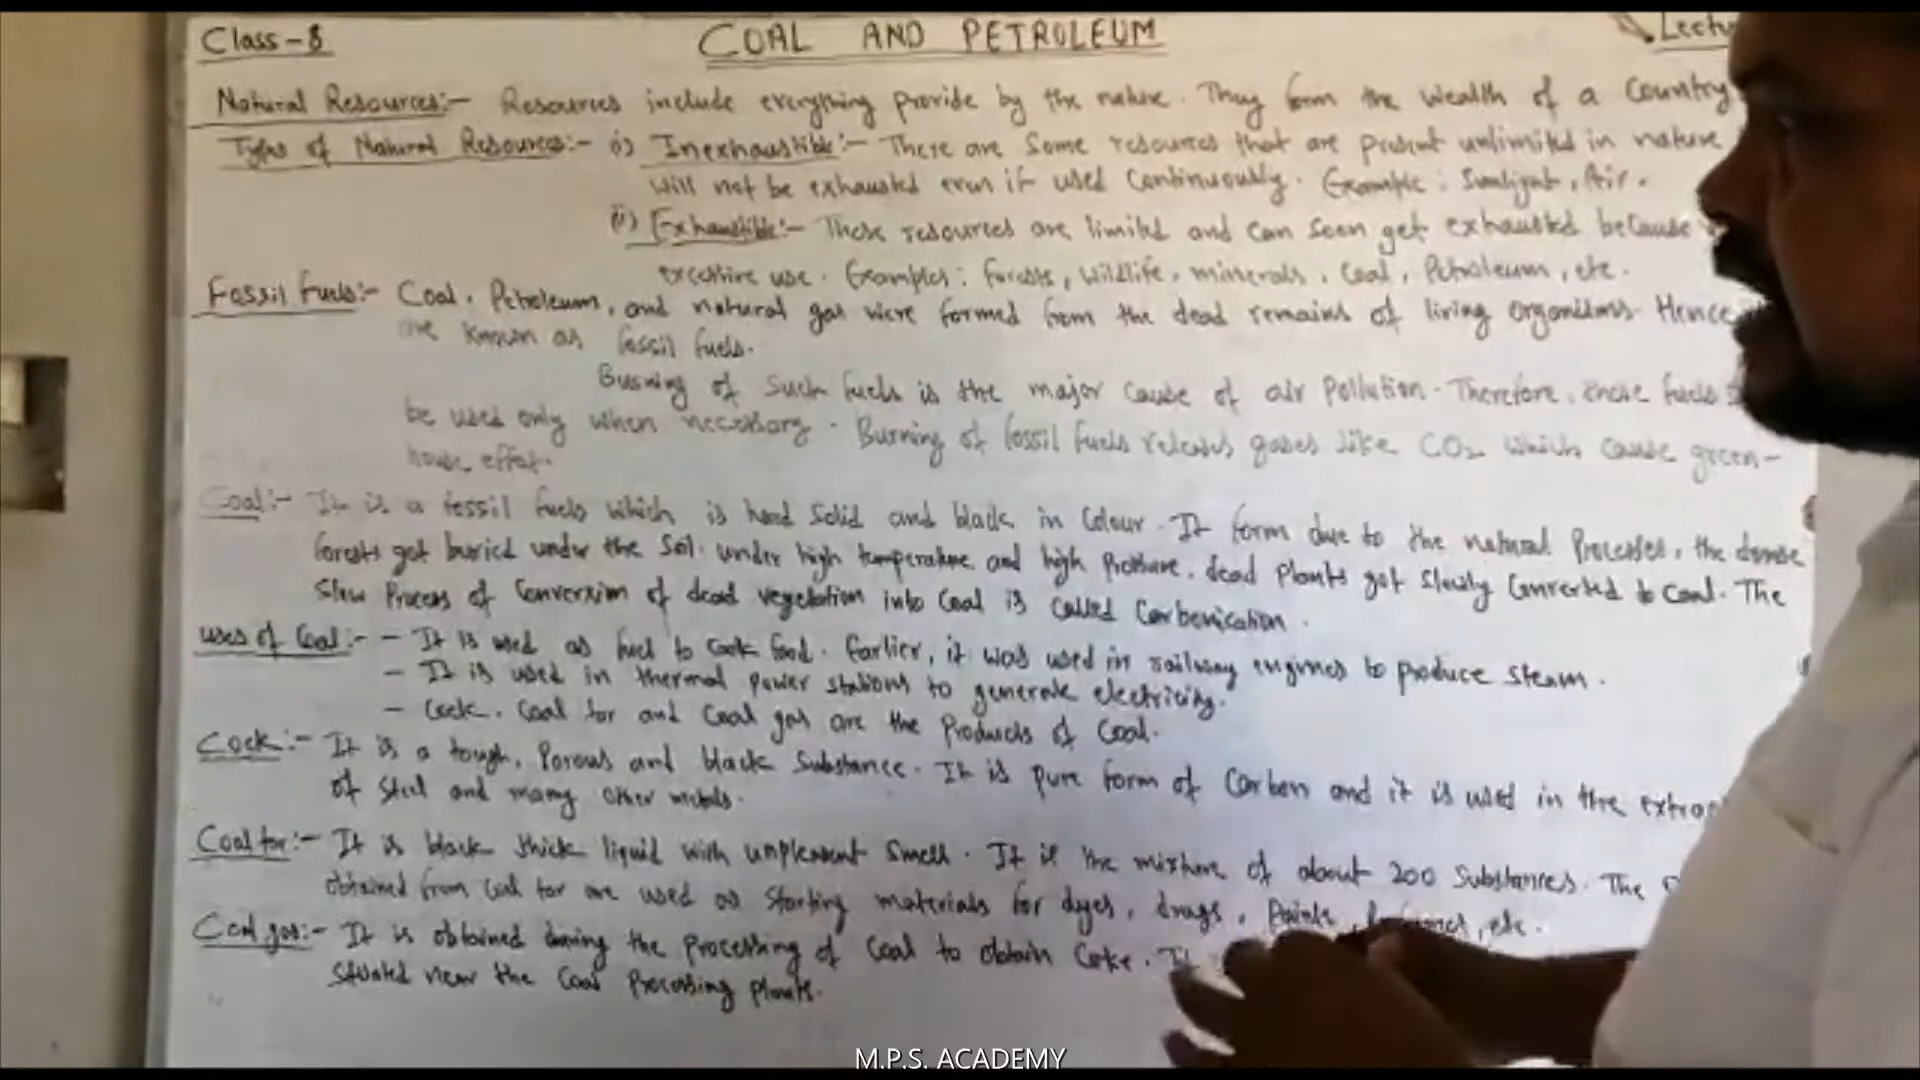 Class-8
COAL AND PETROLEUM
Lectu
Natural Resources:- Resources include everything provide by the nature. They form the wealth of a Country
Types of Natural Resources:- i) Inexhaustible:- There are some resources that are present unlimited in nature
will not be exhausted even if used continuously. Example: Sunlight, Air.
(ii) Exhaustible:- These resources are limited and can soon get exhausted because
excessive use. Examples: forests, wildlife, minerals, Coal, Petroleum, etc.
Fossil fuels:- Coal, Petroleum, and natural gas were formed from the dead remains of living organisms. Hence
are known as fossil fuels.
Burning of such fuels is the major cause of air pollution. Therefore, these fuels
be used only when necessary. Burning of fossil fuels releases gases like CO2 which cause green-
house effect.
Coal:- It is a fossil fuels which is hard solid and black in colour. It form due to the natural Processes, the dense
forests got buried under the soil. under high temperature and high pressure, dead plants got slowly converted to coal. The
slow process of conversion of dead vegetation into coal is called Carbonication.
uses of Coal:- - It is used as fuel to cook food. Earlier, it was used in railway engines to produce steam.
- It is used in thermal power stations to generate electricity.
- Cock, Coal tar and Coal gas are the products of Coal.
Cock:- It is a tough, Porous and black substance. It is pure form of Carbon and it is used in the extrac
of steel and many other metals.
Coal tar:- It is black thick liquid with unpleasent smell. It is the mixture of about 200 substances. The
obtained from coal tar are used as starting materials for dyes, drugs, Paints, etc.
Coal gas:- It is obtained during the processing of coal to obtain Coke. It
situated near the coal processing plants.
M.P.S. ACADEMY